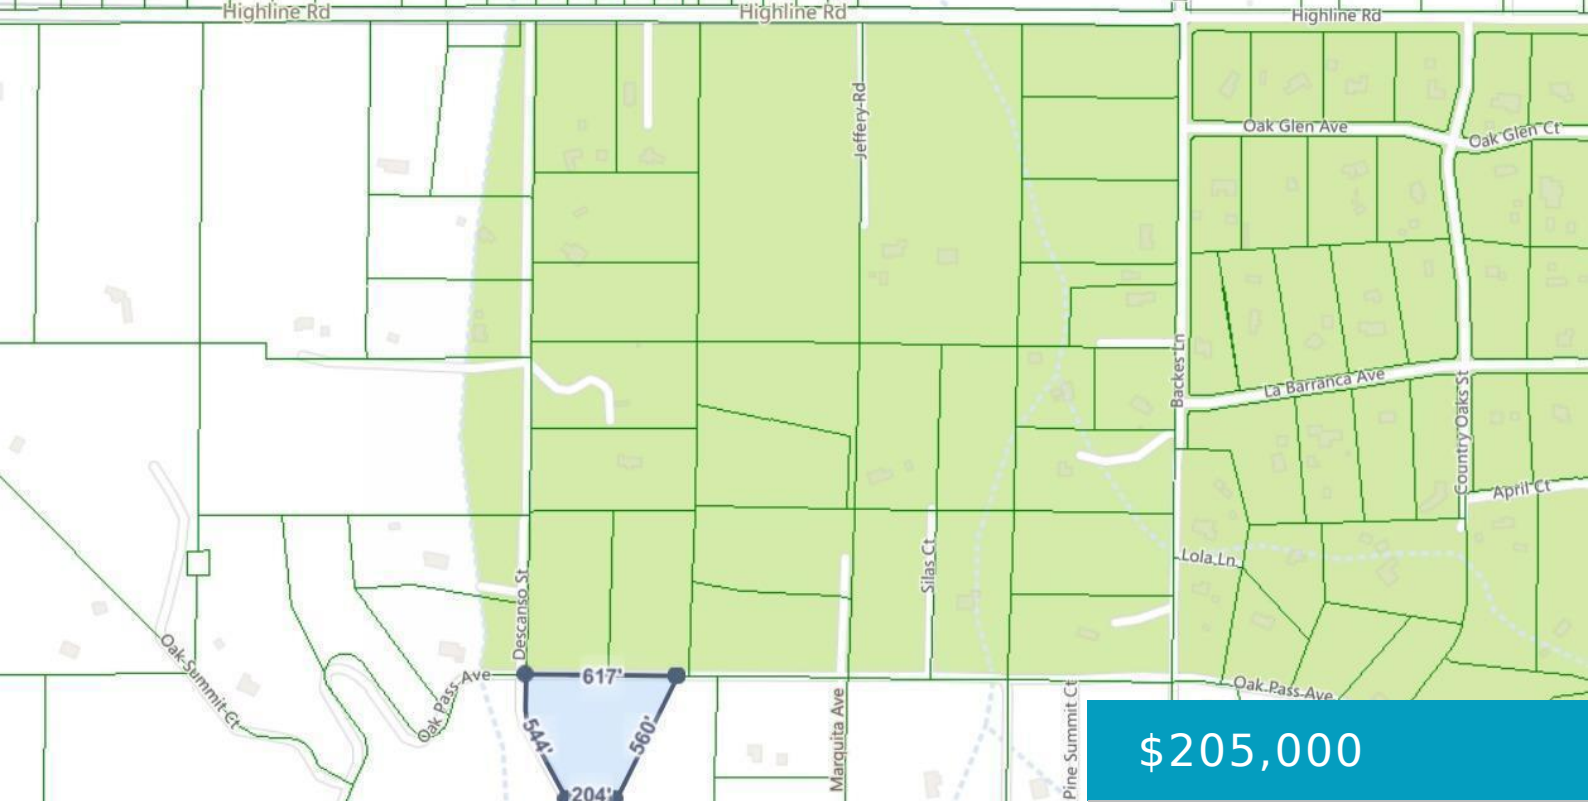 Highline Rd
Highline Rd
Highline Rd
Jeffery Rd
Oak Glen Ave
Oak Glen Ct
Backes Ln
La Barranca Ave
Country Oaks St
April Ct
Silas Ct
Lola Ln
Descanso St
Oak Summit Ct
Oak Pass Ave
617'
544'
560'
204'
Marquita Ave
Pine Summit Ct
Oak Pass Ave
$205,000